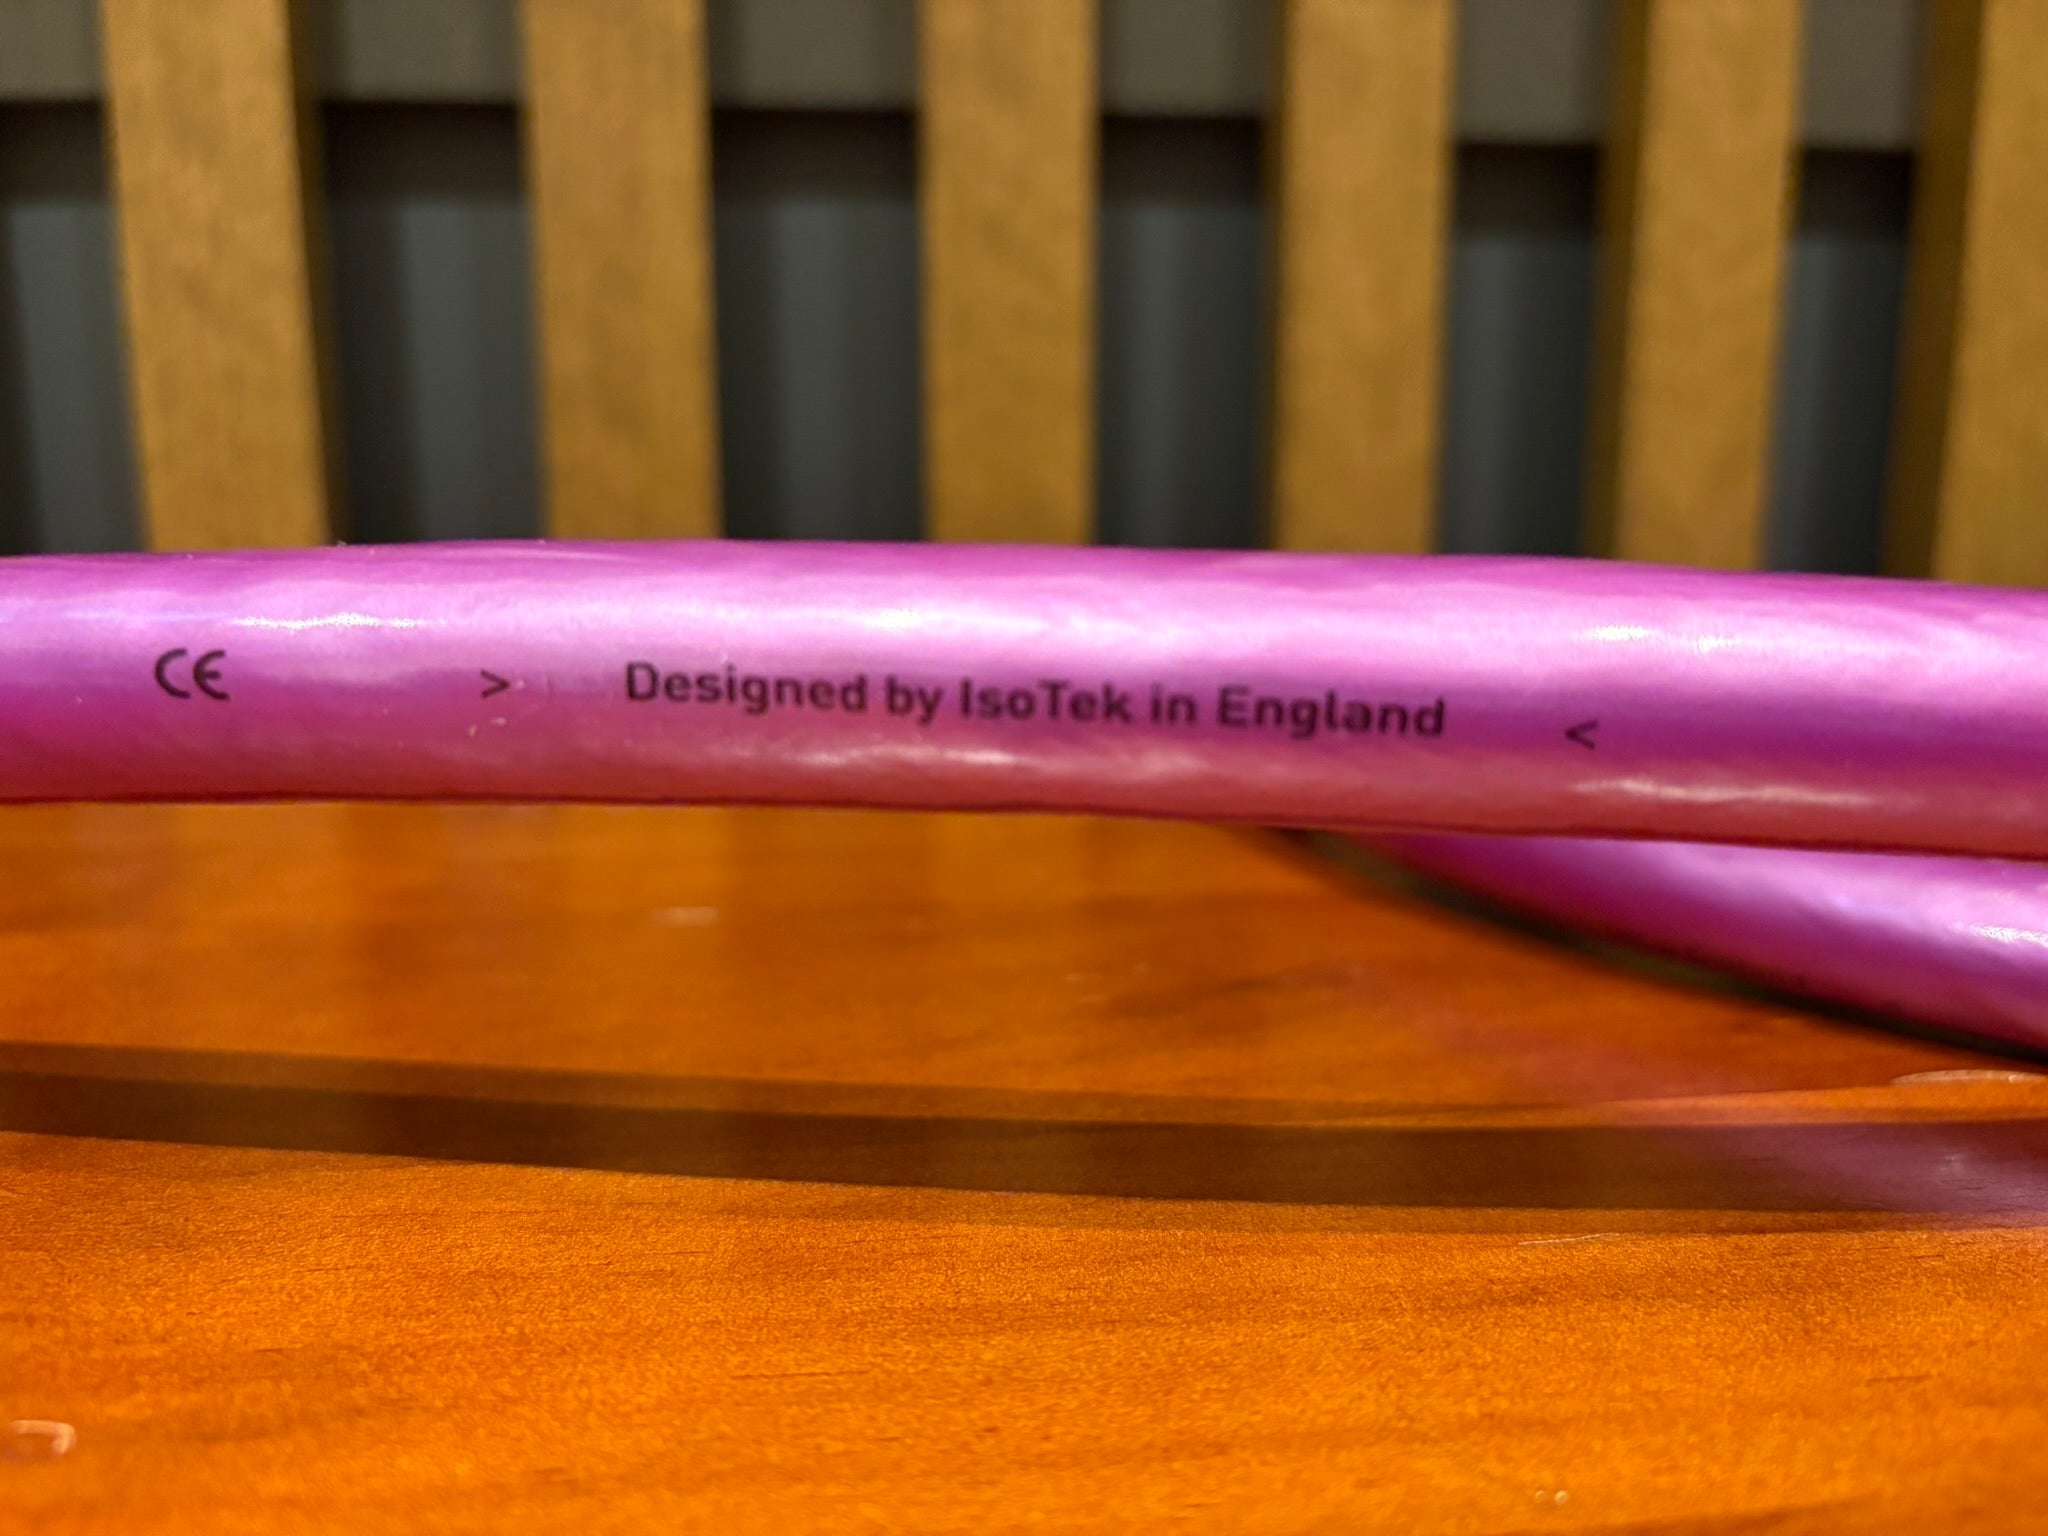 CE > Designed by IsoTek in England <